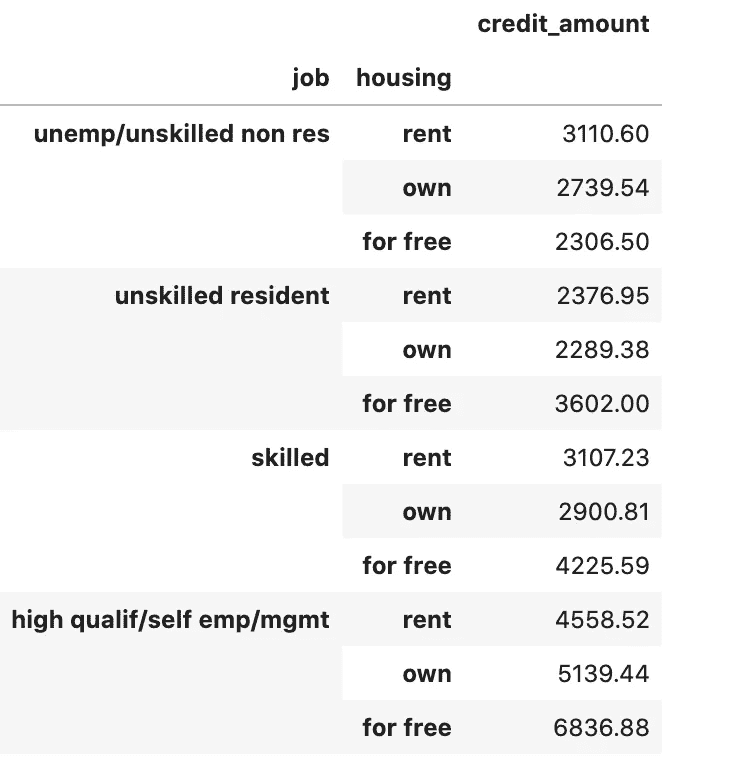 credit_amount
job housing
unemp/unskilled non res rent 3110.60
own 2739.54
for free 2306.50
unskilled resident rent 2376.95
own 2289.38
for free 3602.00
skilled rent 3107.23
own 2900.81
for free 4225.59
high qualif/self emp/mgmt rent 4558.52
own 5139.44
for free 6836.88